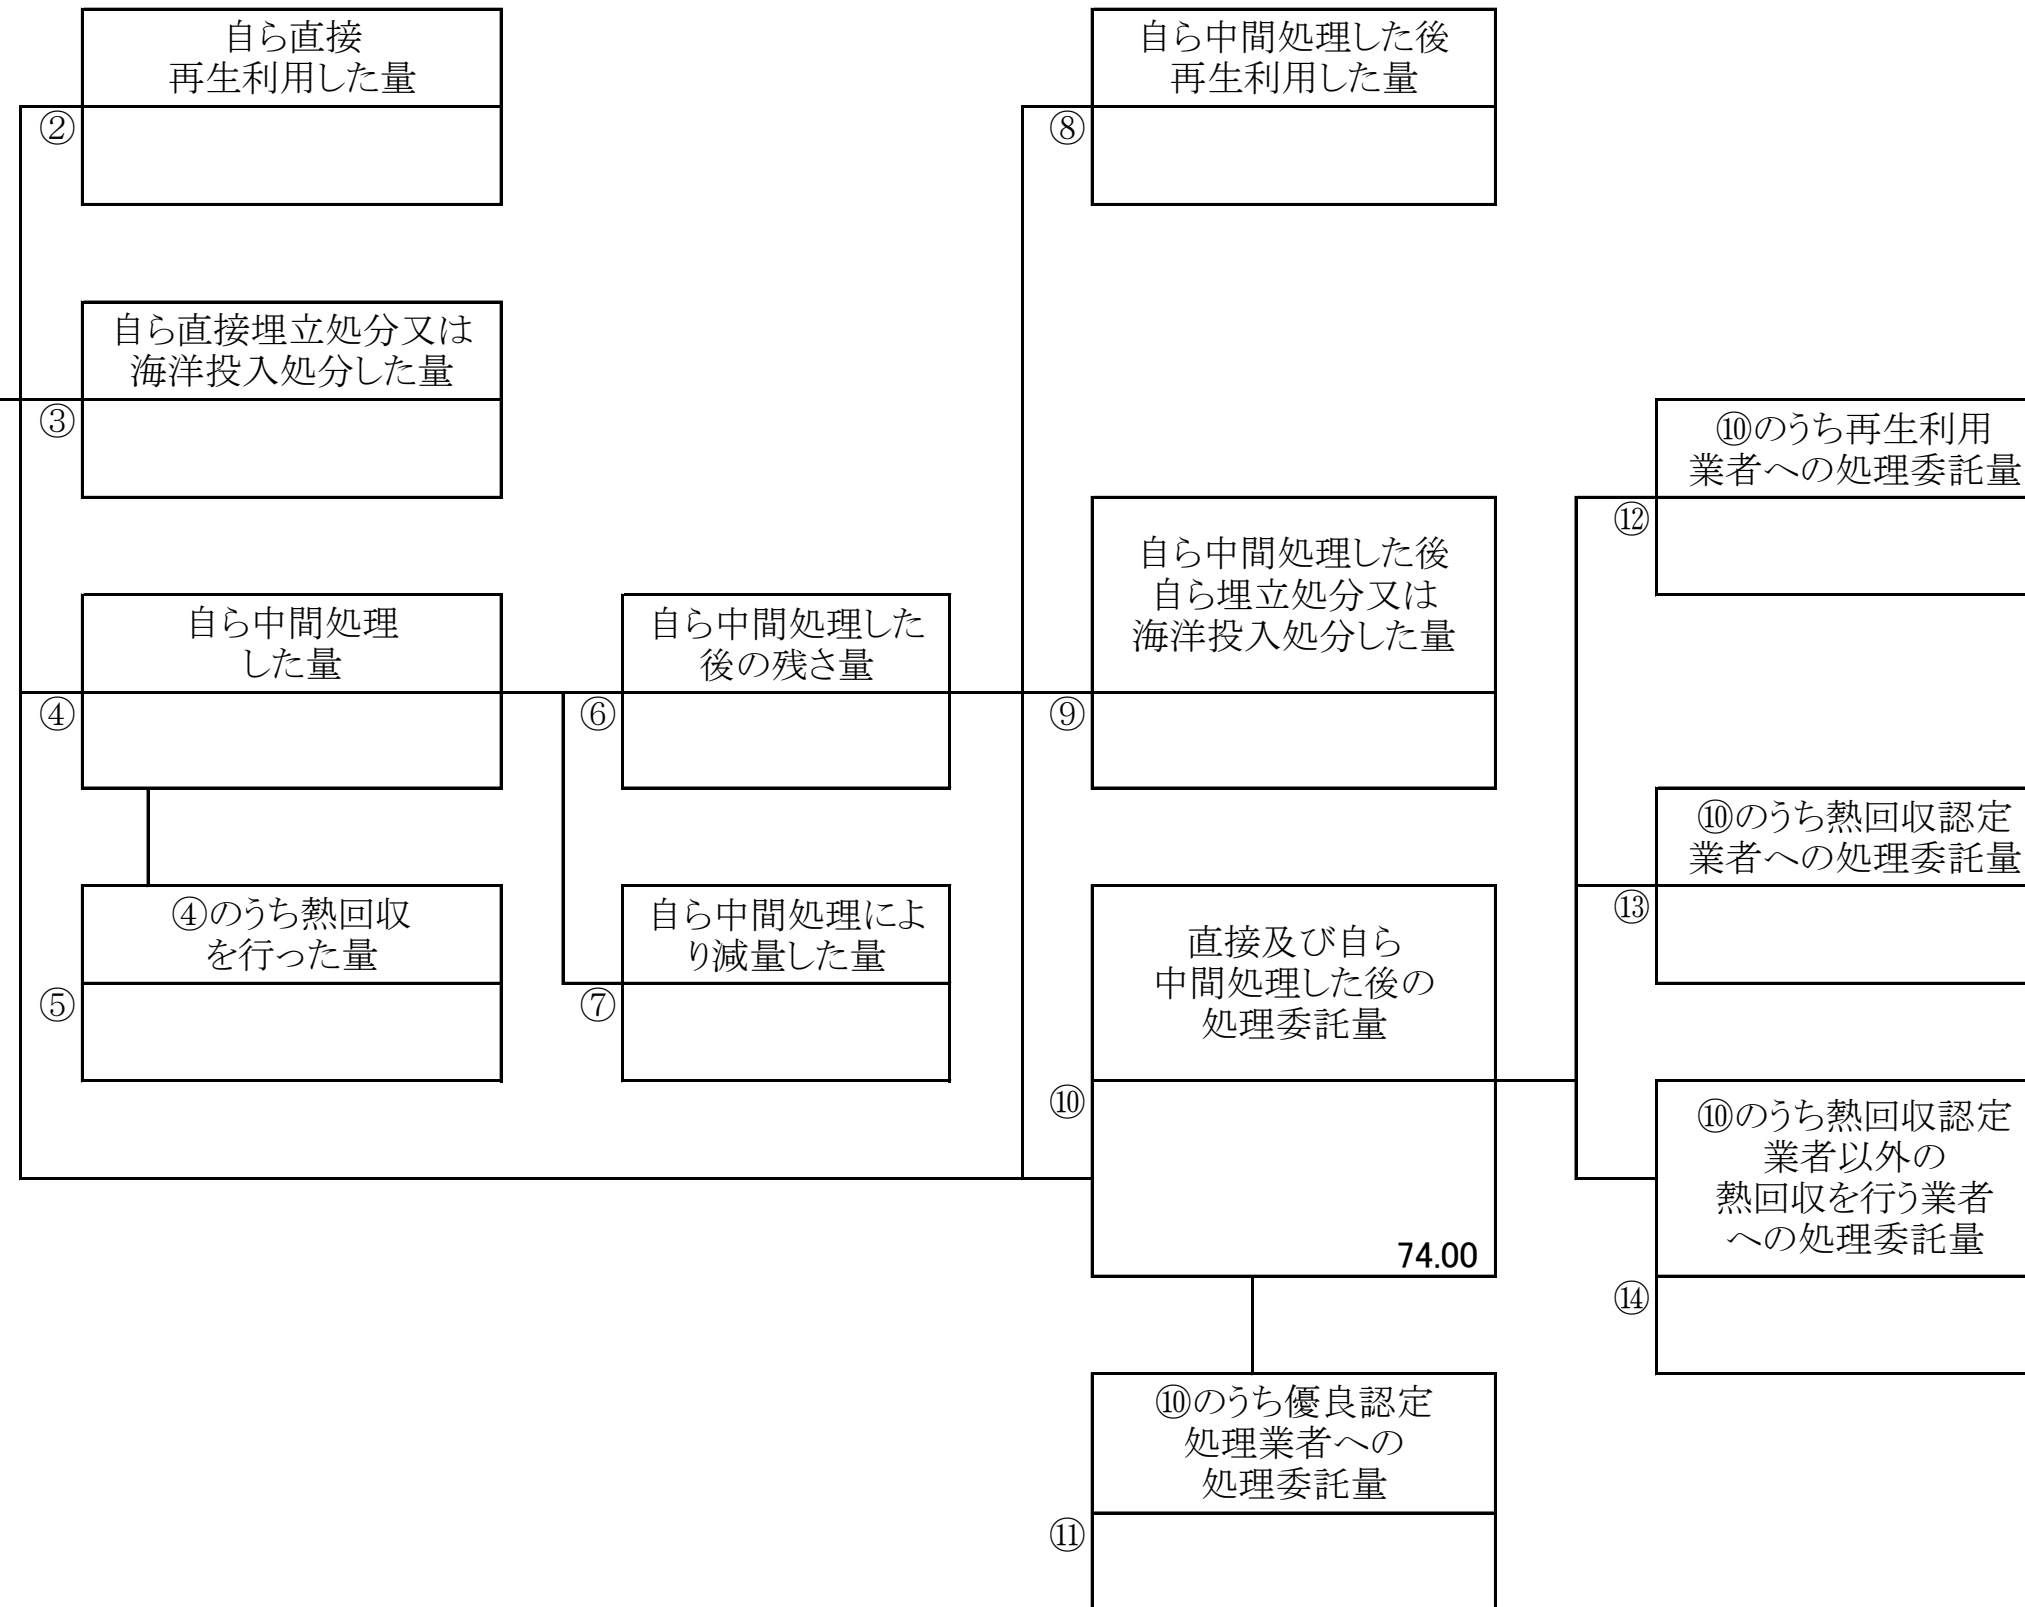 自ら直接
再生利用した量
②
自ら直接埋立処分又は
海洋投入処分した量
③
自ら中間処理
した量
④
④のうち熱回収
を行った量
⑤
自ら中間処理した
後の残さ量
⑥
自ら中間処理によ
り減量した量
⑦
自ら中間処理した後
再生利用した量
⑧
自ら中間処理した後
自ら埋立処分又は
海洋投入処分した量
⑨
直接及び自ら
中間処理した後の
処理委託量
⑩
74.00
⑩のうち優良認定
処理業者への
処理委託量
⑪
⑩のうち再生利用
業者への処理委託量
⑫
⑩のうち熱回収認定
業者への処理委託量
⑬
⑩のうち熱回収認定
業者以外の
熱回収を行う業者
への処理委託量
⑭